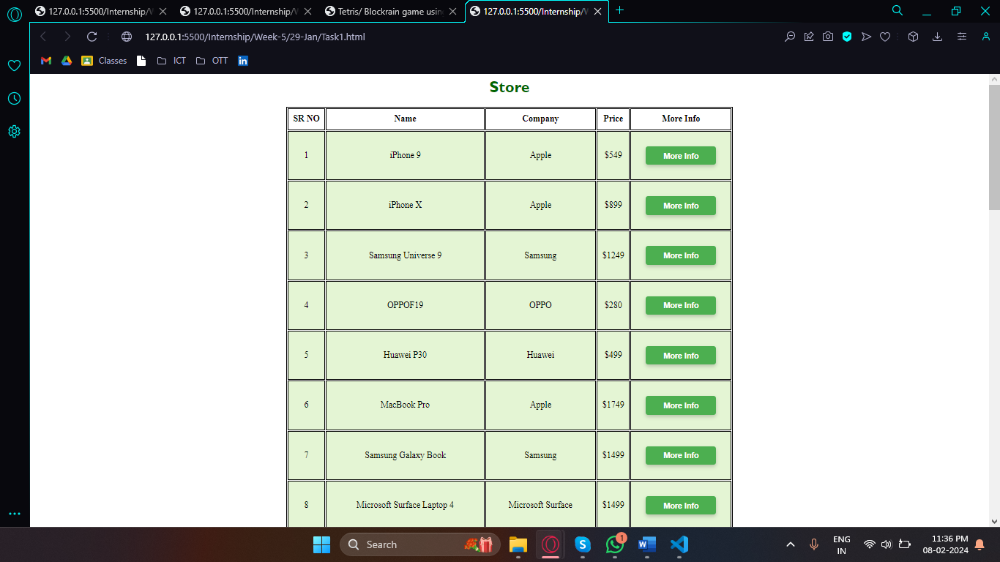 127.0.0.1:5500/Internship/W
127.0.0.1:5500/Internship/W
Tetris/ Blockrain game usin
127.0.0.1:5500/Internship/W
127.0.0.1:5500/Internship/Week-5/29-Jan/Task1.html
Classes ICT OTT
Store
SR NO Name Company Price More Info
1 iPhone 9 Apple $549 More Info
2 iPhone X Apple $899 More Info
3 Samsung Universe 9 Samsung $1249 More Info
4 OPPOF19 OPPO $280 More Info
5 Huawei P30 Huawei $499 More Info
6 MacBook Pro Apple $1749 More Info
7 Samsung Galaxy Book Samsung $1499 More Info
8 Microsoft Surface Laptop 4 Microsoft Surface $1499 More Info
Search
1
ENG
IN
11:36 PM
08-02-2024